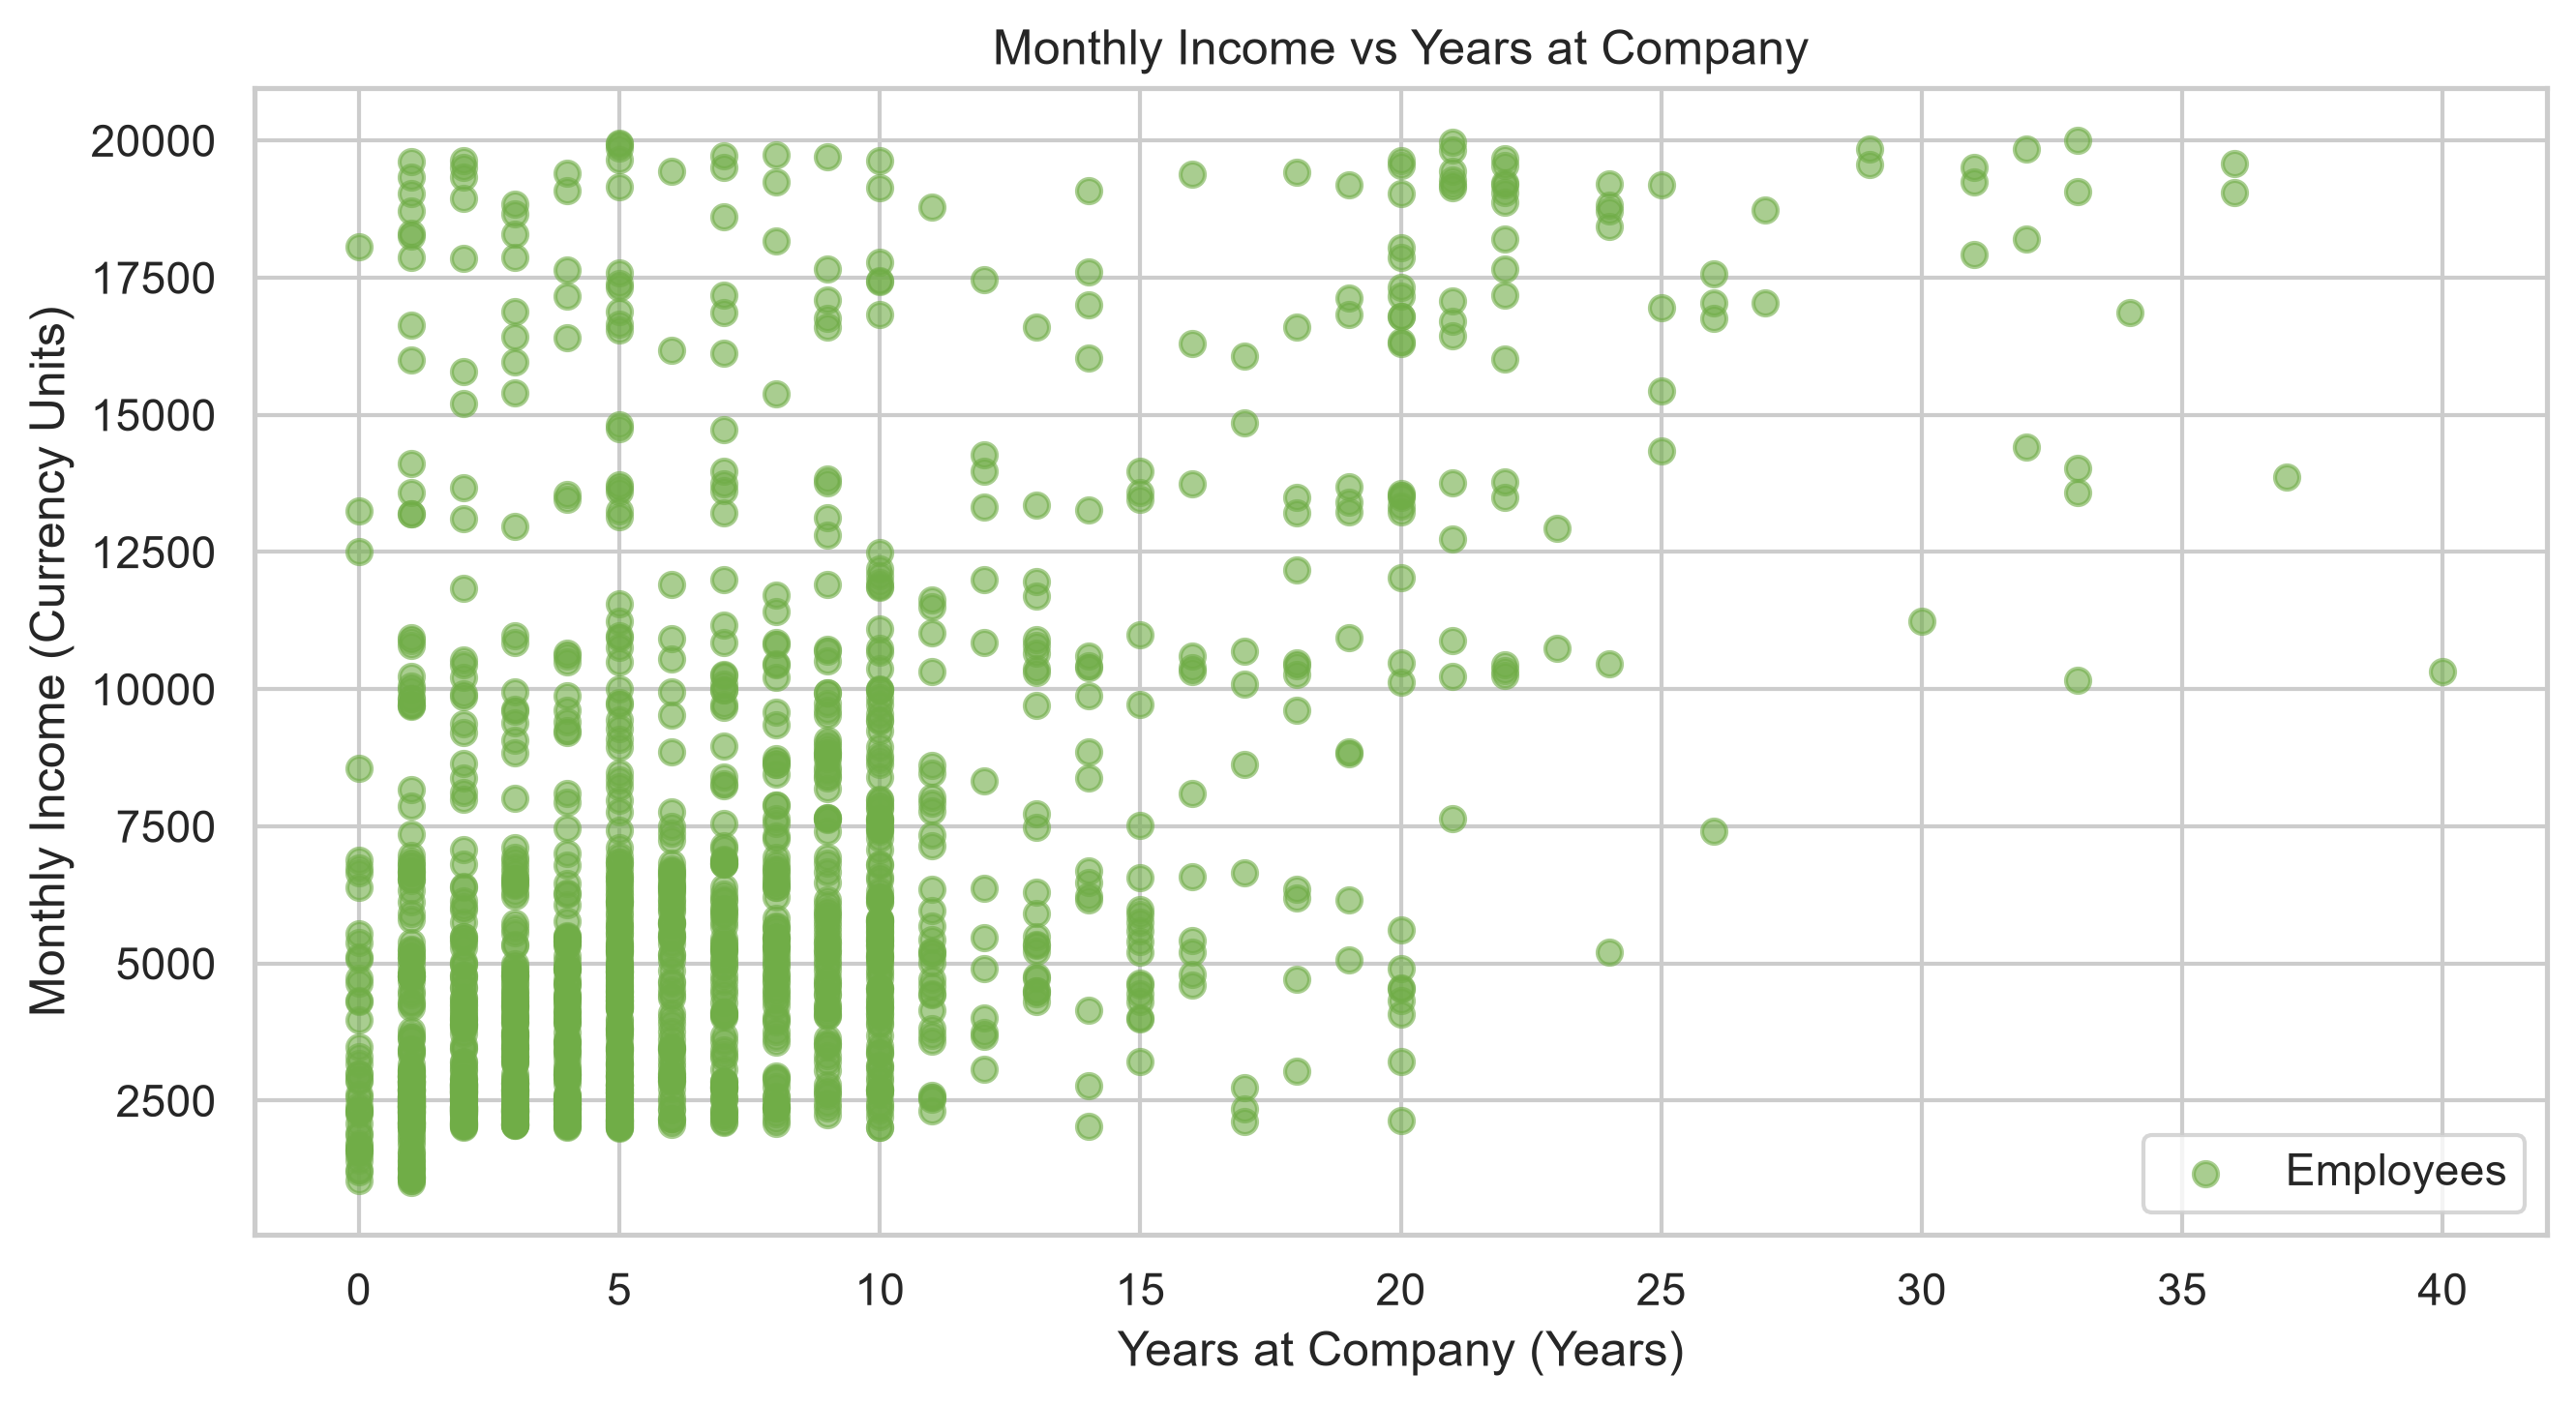 Monthly Income vs Years at Company
Monthly Income (Currency Units)
20000
17500
15000
12500
10000
7500
5000
2500
Employees
0 5 10 15 20 25 30 35 40
Years at Company (Years)